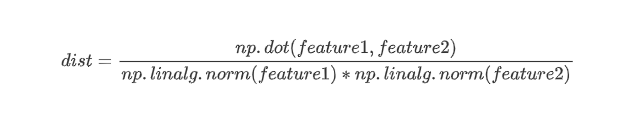 dist = np.dot(feature1, feature2) / np.linalg.norm(feature1) * np.linalg.norm(feature2)